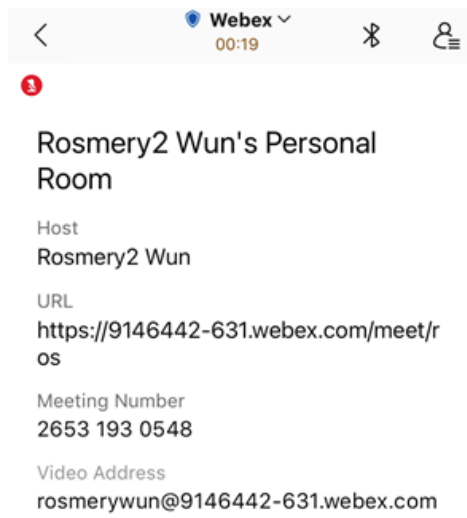 Webex
00:19
Rosmery2 Wun's Personal
Room
Host
Rosmery2 Wun
URL
https://9146442-631.webex.com/meet/r
os
Meeting Number
2653 193 0548
Video Address
rosmerywun@9146442-631.webex.com